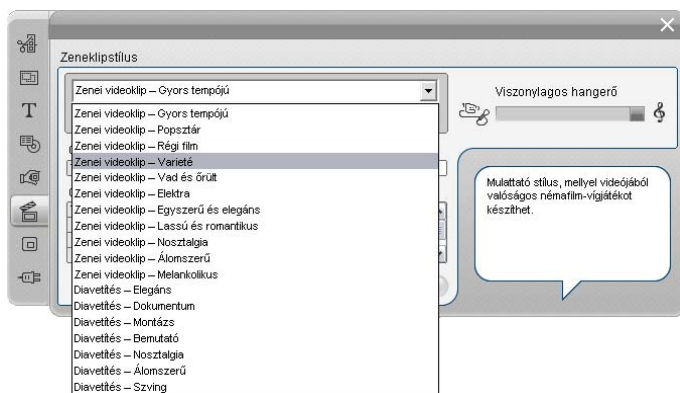 Zeneklipstílus
Zenei videoklip – Gyors tempójú
Zenei videoklip – Gyors tempójú
Zenei videoklip – Popsztár
Zenei videoklip – Régi film
Zenei videoklip – Varieté
Zenei videoklip – Vad és őrült
Zenei videoklip – Elektra
Zenei videoklip – Egyszerű és elegáns
Zenei videoklip – Lassú és romantikus
Zenei videoklip – Nosztalgia
Zenei videoklip – Álomszerű
Zenei videoklip – Melankolikus
Diavetítés – Elegáns
Diavetítés – Dokumentum
Diavetítés – Montázs
Diavetítés – Bemutató
Diavetítés – Nosztalgia
Diavetítés – Álomszerű
Diavetítés – Szving
Viszonylagos hangerő
Mulattató stílus, mellyel videójából
valóságos némafilm-vígjátékot
készíthet.
T